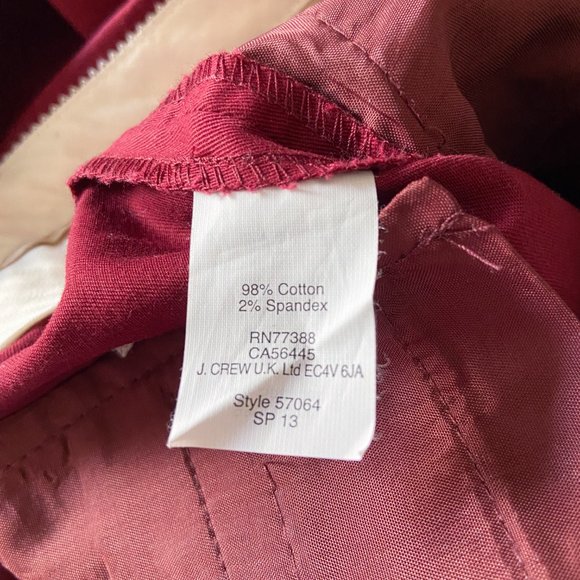 98% Cotton
2% Spandex
RN77388
CA56445
J. CREW U.K. Ltd EC4V 6JA
Style 57064
SP 13